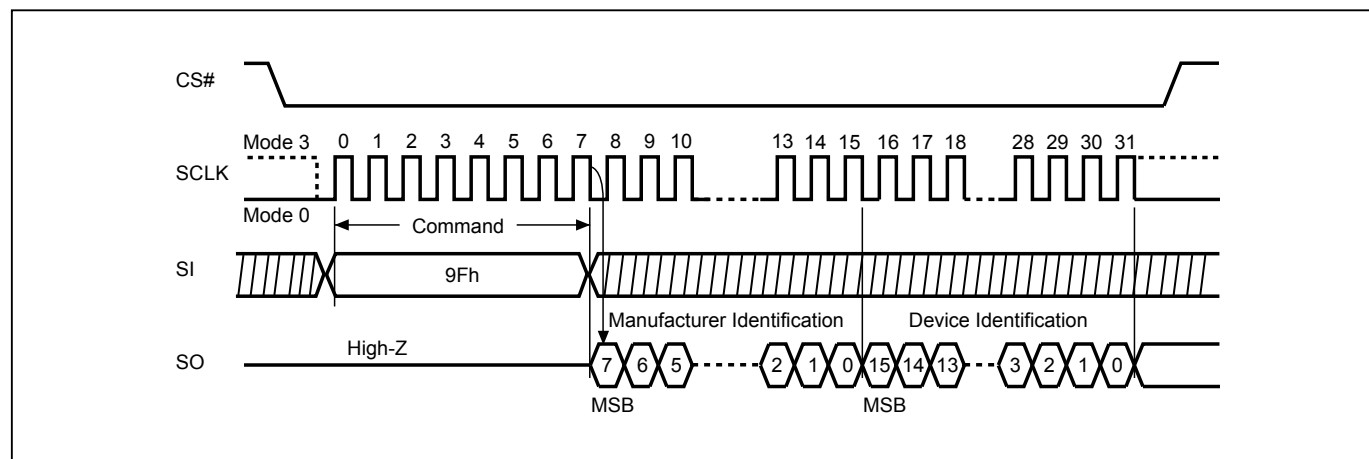 CS#
Mode 3 0 1 2 3 4 5 6 7 8 9 10 13 14 15 16 17 18 28 29 30 31
SCLK
Mode 0
Command
SI 9Fh
Manufacturer Identification Device Identification
High-Z
SO 7 6 5 2 1 0 15 14 13 3 2 1 0
MSB MSB